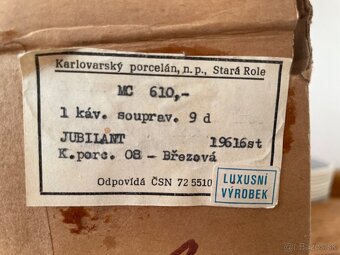 Karlovarský porcelán, n.p., Stará Role
MC 610,-
1 káv. souprav. 9 d
JUBILANT 19616st
K.porc. 08 - Březová
Odpovídá ČSN 72 5510
LUXUSNÍ
VÝROBEK